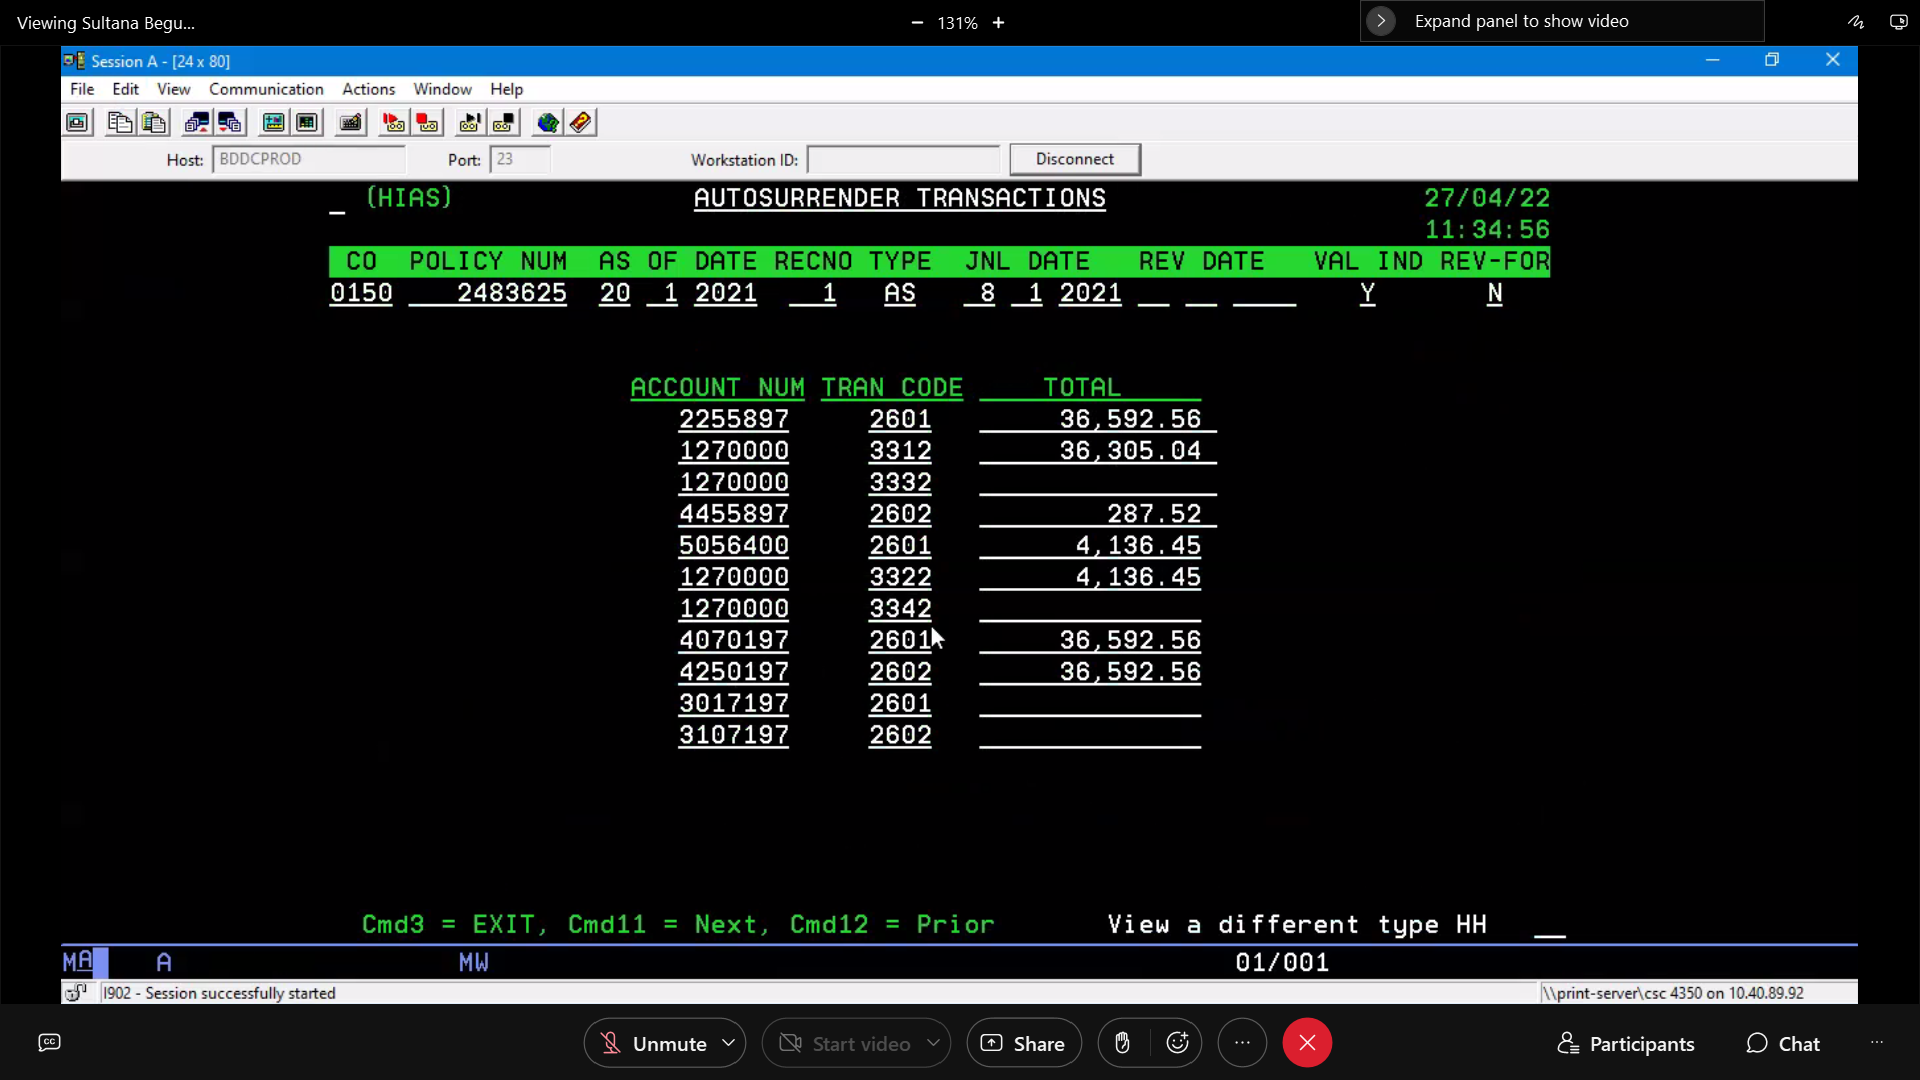 Viewing Sultana Begu...
− 131% +
Expand panel to show video
Session A - [24 x 80]
File Edit View Communication Actions Window Help
Host: BDDCPROD Port: 23 Workstation ID: Disconnect
_ (HIAS) AUTOSURRENDER TRANSACTIONS 27/04/22
11:34:56
CO POLICY NUM AS OF DATE RECNO TYPE JNL DATE REV DATE VAL IND REV-FOR
0150 2483625 20 1 2021 1 AS 8 1 2021 Y N
ACCOUNT NUM TRAN CODE TOTAL
2255897 2601 36,592.56
1270000 3312 36,305.04
1270000 3332
4455897 2602 287.52
5056400 2601 4,136.45
1270000 3322 4,136.45
1270000 3342
4070197 2601 36,592.56
4250197 2602 36,592.56
3017197 2601
3107197 2602
Cmd3 = EXIT, Cmd11 = Next, Cmd12 = Prior View a different type HH
MA A MW 01/001
I902 - Session successfully started \\print-server\csc 4350 on 10.40.89.92
CC Unmute Start video Share ... Participants Chat ...